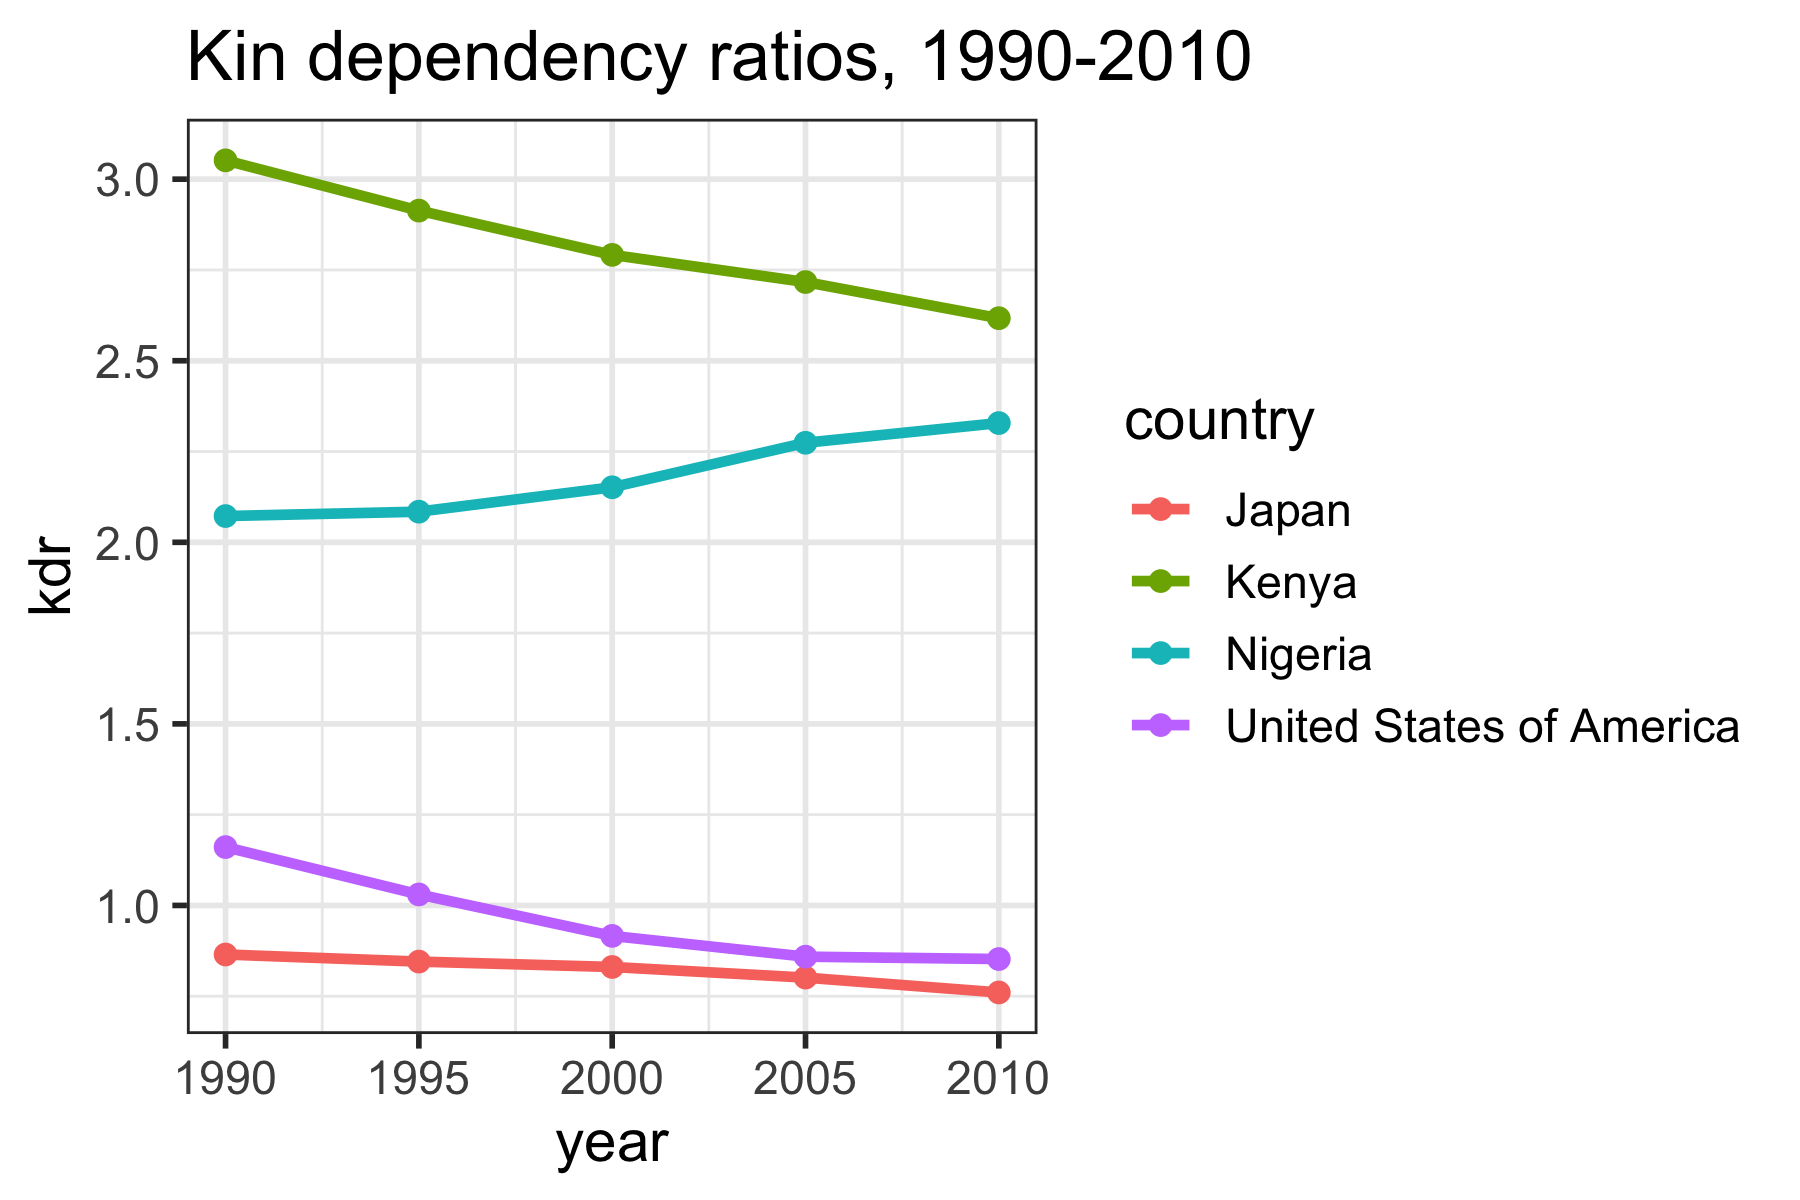 Kin dependency ratios, 1990-2010
3.0
2.5
2.0
1.5
1.0
kdr
1990 1995 2000 2005 2010
year
country
Japan
Kenya
Nigeria
United States of America